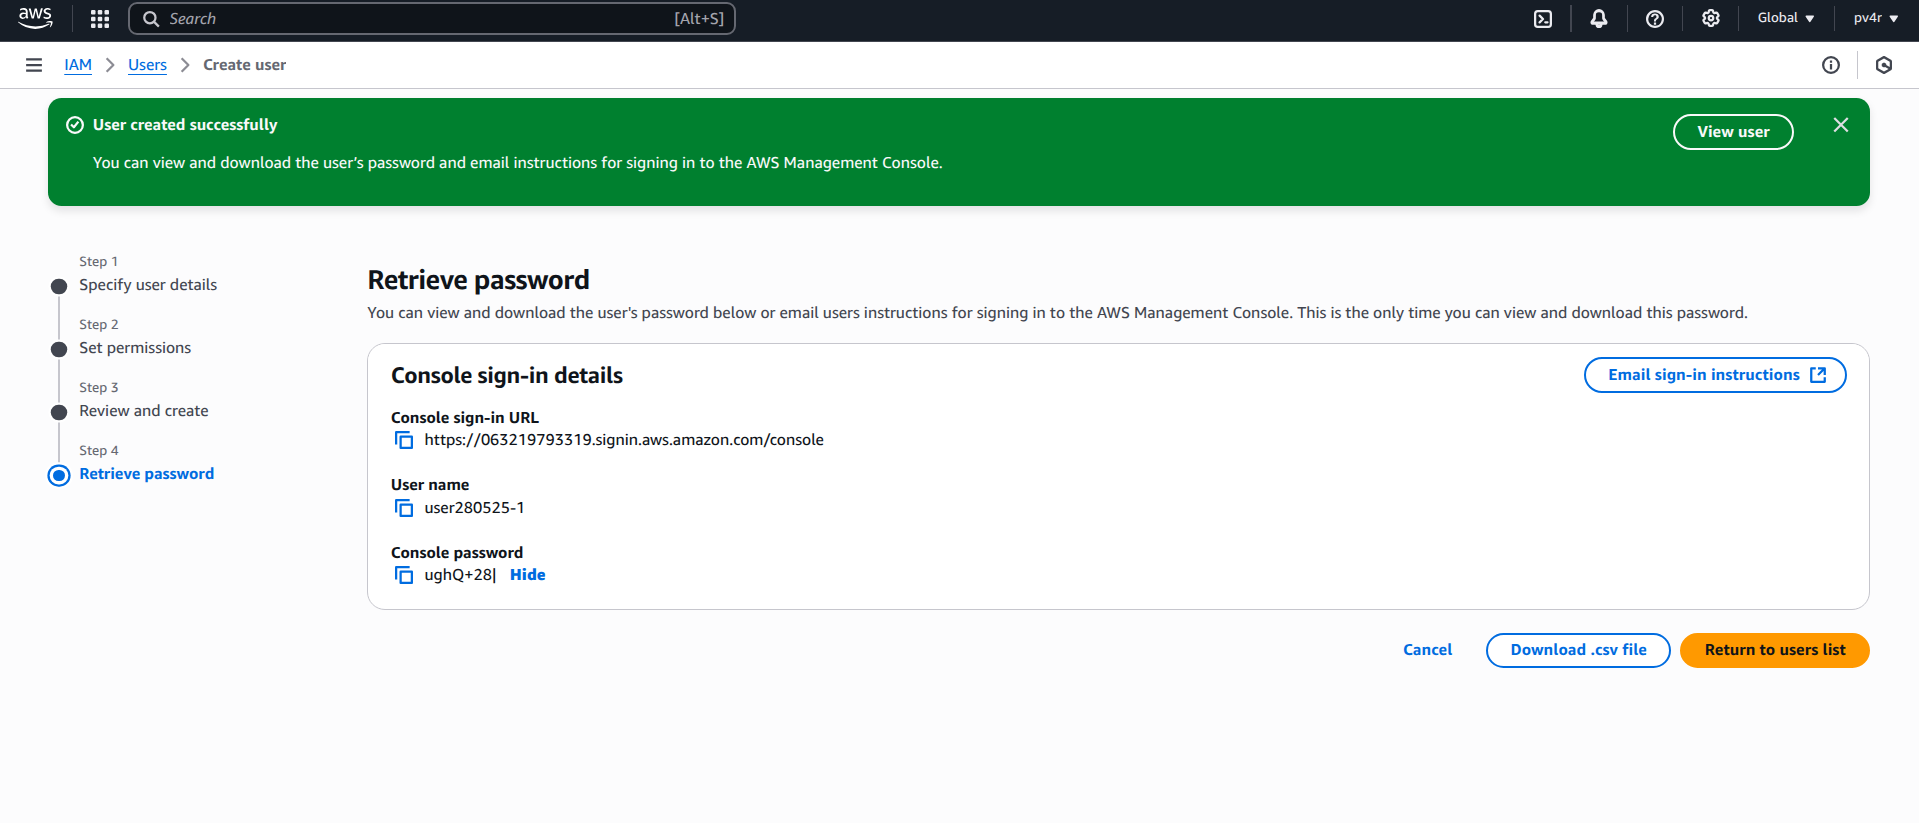 aws
Search
[Alt+S]
Global
pv4r
IAM
Users
Create user
User created successfully
You can view and download the user's password and email instructions for signing in to the AWS Management Console.
View user
Step 1
Specify user details
Step 2
Set permissions
Step 3
Review and create
Step 4
Retrieve password
Retrieve password
You can view and download the user's password below or email users instructions for signing in to the AWS Management Console. This is the only time you can view and download this password.
Console sign-in details
Email sign-in instructions
Console sign-in URL
https://063219793319.signin.aws.amazon.com/console
User name
user280525-1
Console password
ughQ+28| Hide
Cancel
Download .csv file
Return to users list